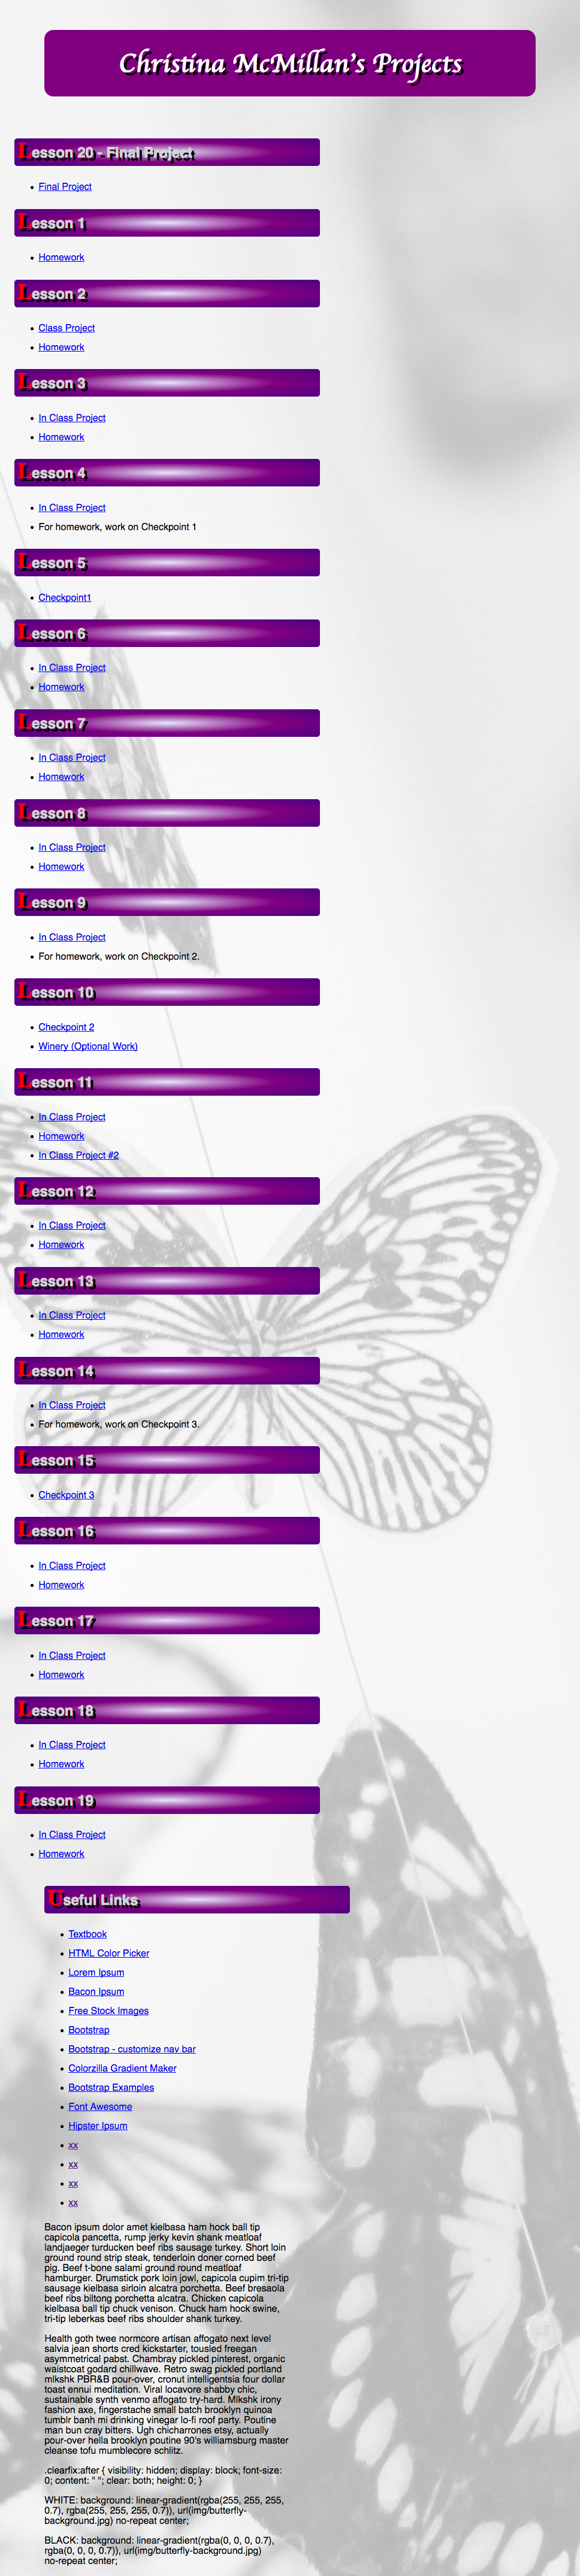 Christina McMillan's Projects
Lesson 20 - Final Project
Final Project
Lesson 1
Homework
Lesson 2
Class Project
Homework
Lesson 3
In Class Project
Homework
Lesson 4
In Class Project
For homework, work on Checkpoint 1
Lesson 5
Checkpoint1
Lesson 6
In Class Project
Homework
Lesson 7
In Class Project
Homework
Lesson 8
In Class Project
Homework
Lesson 9
In Class Project
For homework, work on Checkpoint 2.
Lesson 10
Checkpoint 2
Winery (Optional Work)
Lesson 11
In Class Project
Homework
In Class Project #2
Lesson 12
In Class Project
Homework
Lesson 13
In Class Project
Homework
Lesson 14
In Class Project
For homework, work on Checkpoint 3.
Lesson 15
Checkpoint 3
Lesson 16
In Class Project
Homework
Lesson 17
In Class Project
Homework
Lesson 18
In Class Project
Homework
Lesson 19
In Class Project
Homework
Useful Links
Textbook
HTML Color Picker
Lorem Ipsum
Bacon Ipsum
Free Stock Images
Bootstrap
Bootstrap - customize nav bar
Colorzilla Gradient Maker
Bootstrap Examples
Font Awesome
Hipster Ipsum
xx
xx
xx
xx
Bacon ipsum dolor amet kielbasa ham hock ball tip
capicola pancetta, rump jerky kevin shank meatloaf
landjaeger turducken beef ribs sausage turkey. Short loin
ground round strip steak, tenderloin doner corned beef
pig. Beef t-bone salami ground round meatloaf
hamburger. Drumstick pork loin jowl, capicola cupim tri-tip
sausage kielbasa sirloin alcatra porchetta. Beef bresaola
beef ribs biltong porchetta alcatra. Chicken capicola
kielbasa ball tip chuck venison. Chuck ham hock swine,
tri-tip leberkas beef ribs shoulder shank turkey.
Health goth twee normcore artisan affogato next level
salvia jean shorts cred kickstarter, tousled freegan
asymmetrical pabst. Chambray pickled pinterest, organic
waistcoat godard chillwave. Retro swag pickled portland
mlkshk PBR&B pour-over, cronut intelligentsia four dollar
toast ennui meditation. Viral locavore shabby chic,
sustainable synth venmo affogato try-hard. Mlkshk irony
fashion axe, fingerstache small batch brooklyn quinoa
tumblr banh mi drinking vinegar lo-fi roof party. Poutine
man bun cray bitters. Ugh chicharrones etsy, actually
pour-over hella brooklyn poutine 90's williamsburg master
cleanse tofu mumblecore schlitz.
.clearfix:after { visibility: hidden; display: block; font-size:
0; content: " "; clear: both; height: 0; }
WHITE: background: linear-gradient(rgba(255, 255, 255,
0.7), rgba(255, 255, 255, 0.7)), url(img/butterfly-
background.jpg) no-repeat center;
BLACK: background: linear-gradient(rgba(0, 0, 0, 0.7),
rgba(0, 0, 0, 0.7)), url(img/butterfly-background.jpg)
no-repeat center;